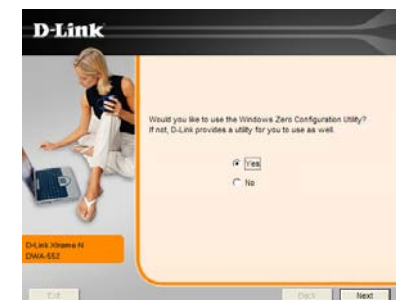 D-Link
Would you like to use the Windows Zero Configuration Utility?
If not, D-Link provides a utility for you to use as well.
Yes
No
D-Link Xtreme N
DWA-552
Exit
Back
Next